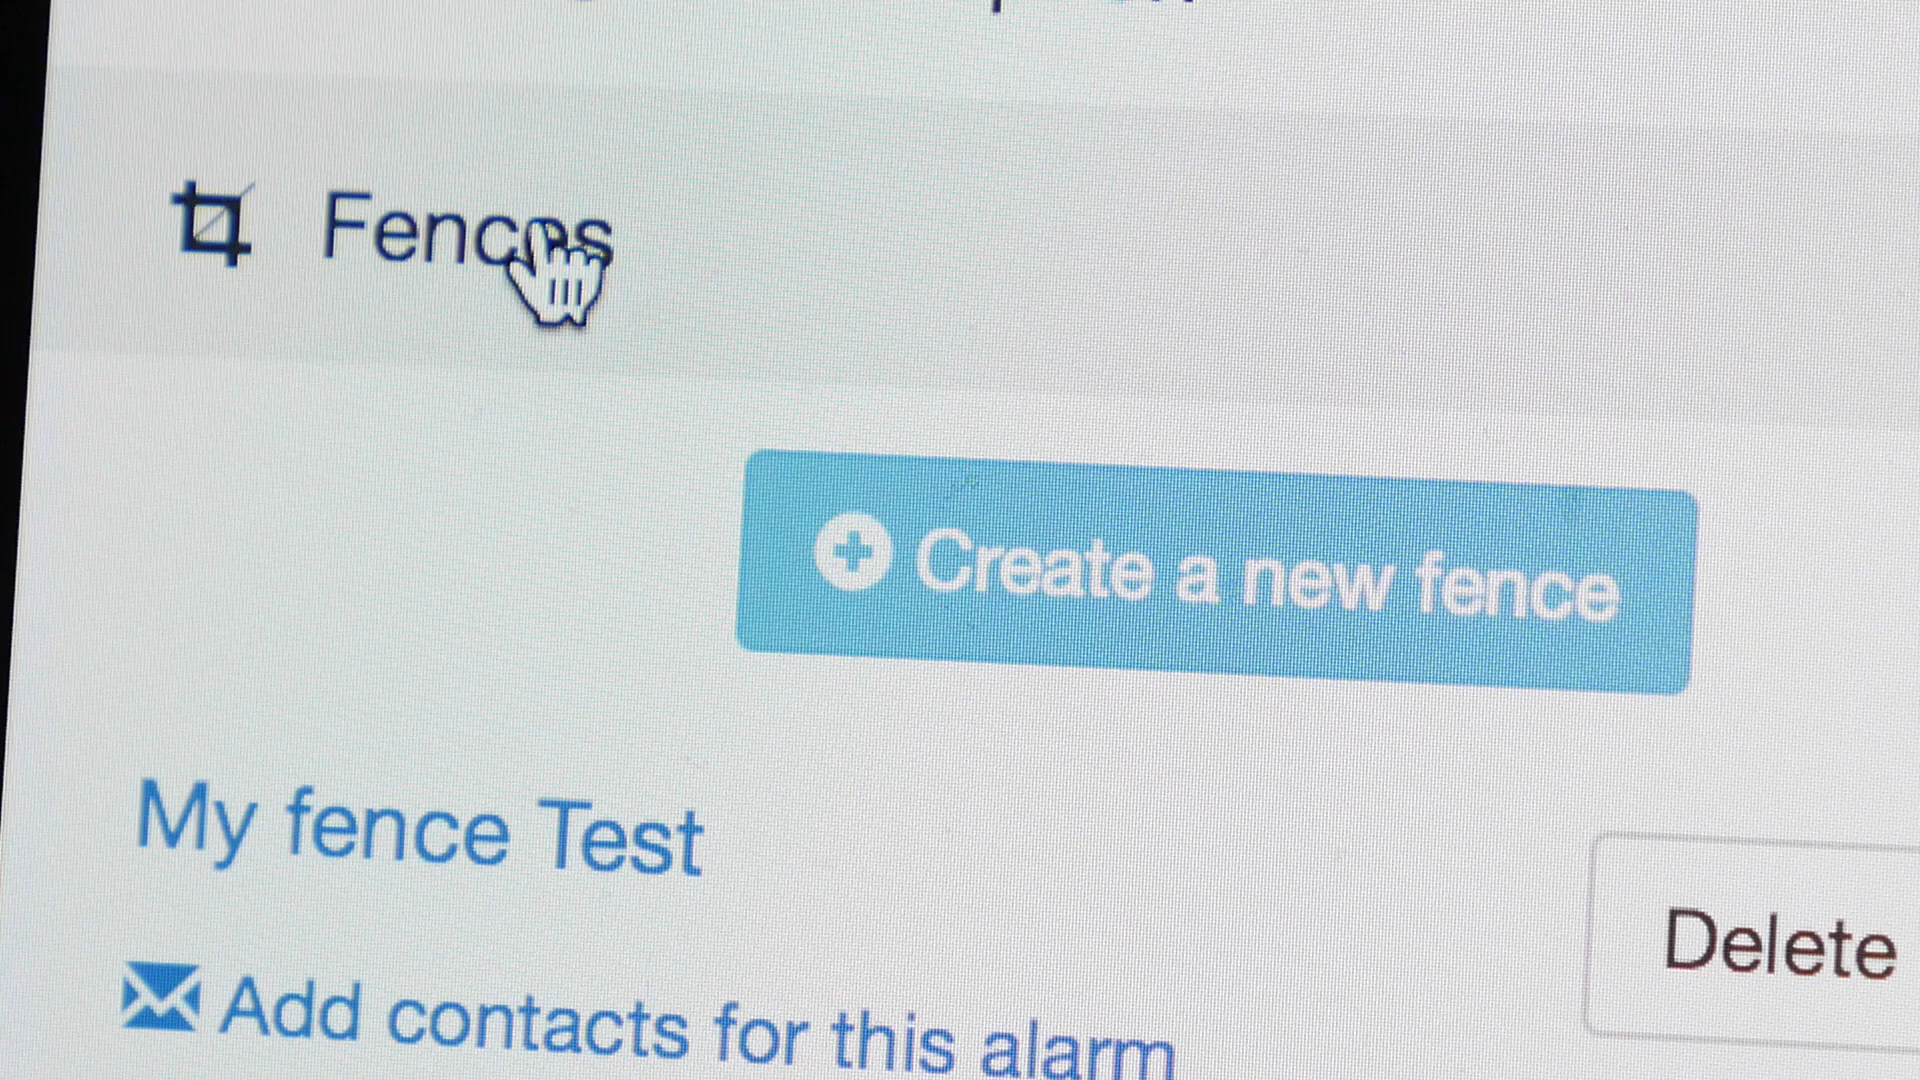 Fences
Create a new fence
My fence Test
Delete
Add contacts for this alarm